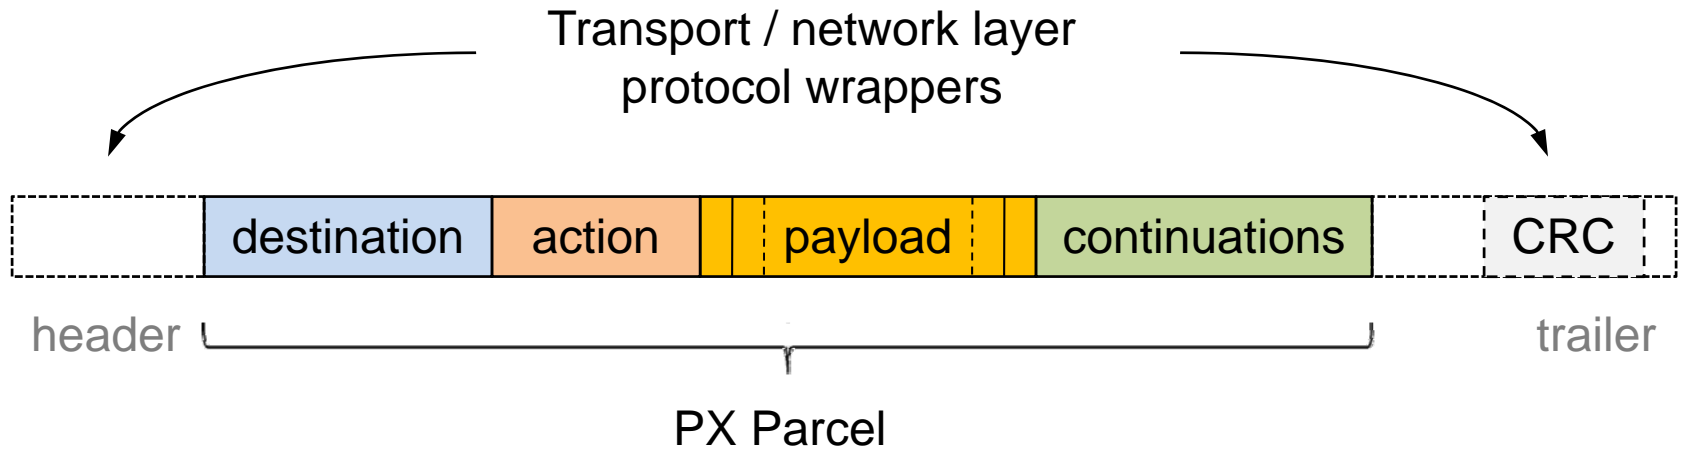 Transport / network layer
protocol wrappers
destination action payload continuations CRC
header trailer
PX Parcel